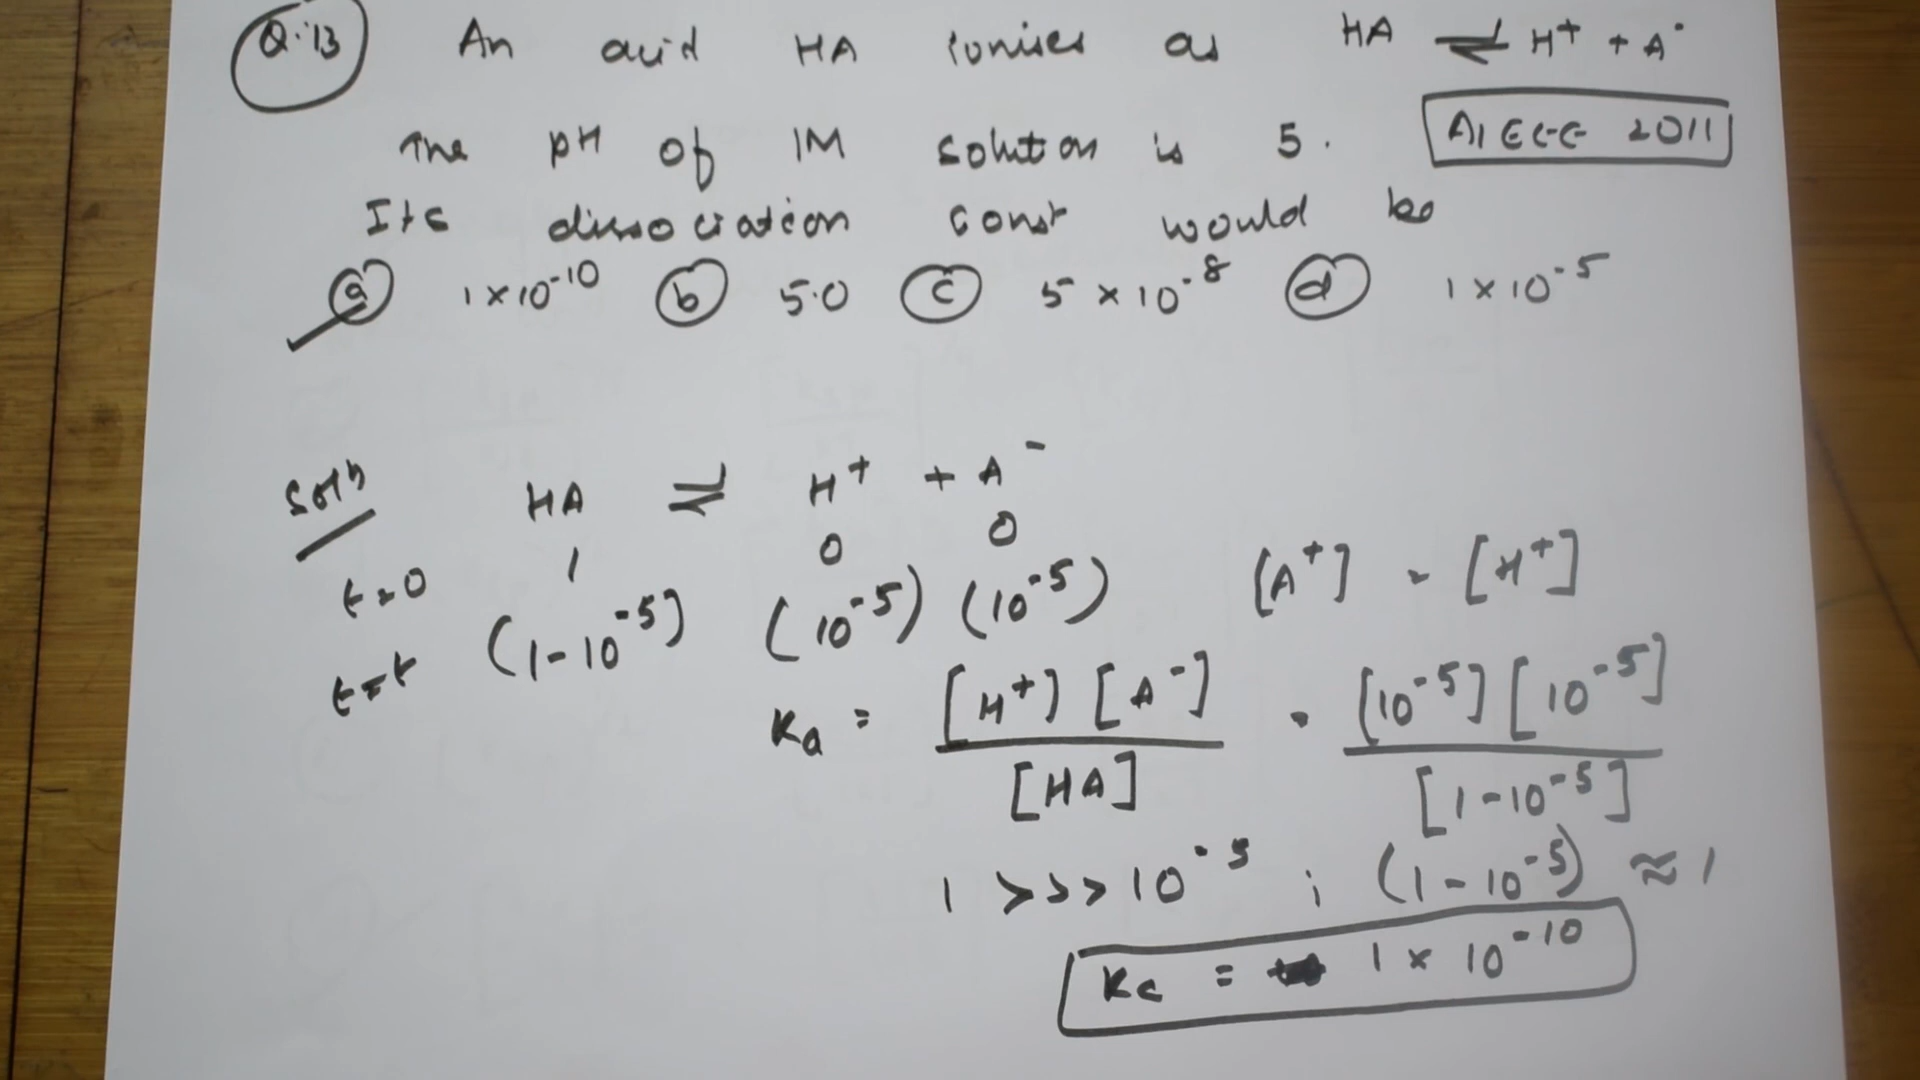 Q.13 An acid HA ionises as HA ⇌ H⁺ + A⁻
The pH of 1M solution is 5. AIEEE 2011
Its dissociation const would be
(a) 1 × 10⁻¹⁰ (b) 5.0 (c) 5 × 10⁻⁸ (d) 1 × 10⁻⁵
Soln HA ⇌ H⁺ + A⁻
t=0 1 0 0
t=t (1-10⁻⁵) (10⁻⁵) (10⁻⁵) [A⁺] = [H⁺]
Ka = [H⁺] [A⁻] / [HA] = [10⁻⁵] [10⁻⁵] / [1-10⁻⁵]
1 >>> 10⁻⁵ ; (1-10⁻⁵) ≈ 1
Kc = 1 × 10⁻¹⁰